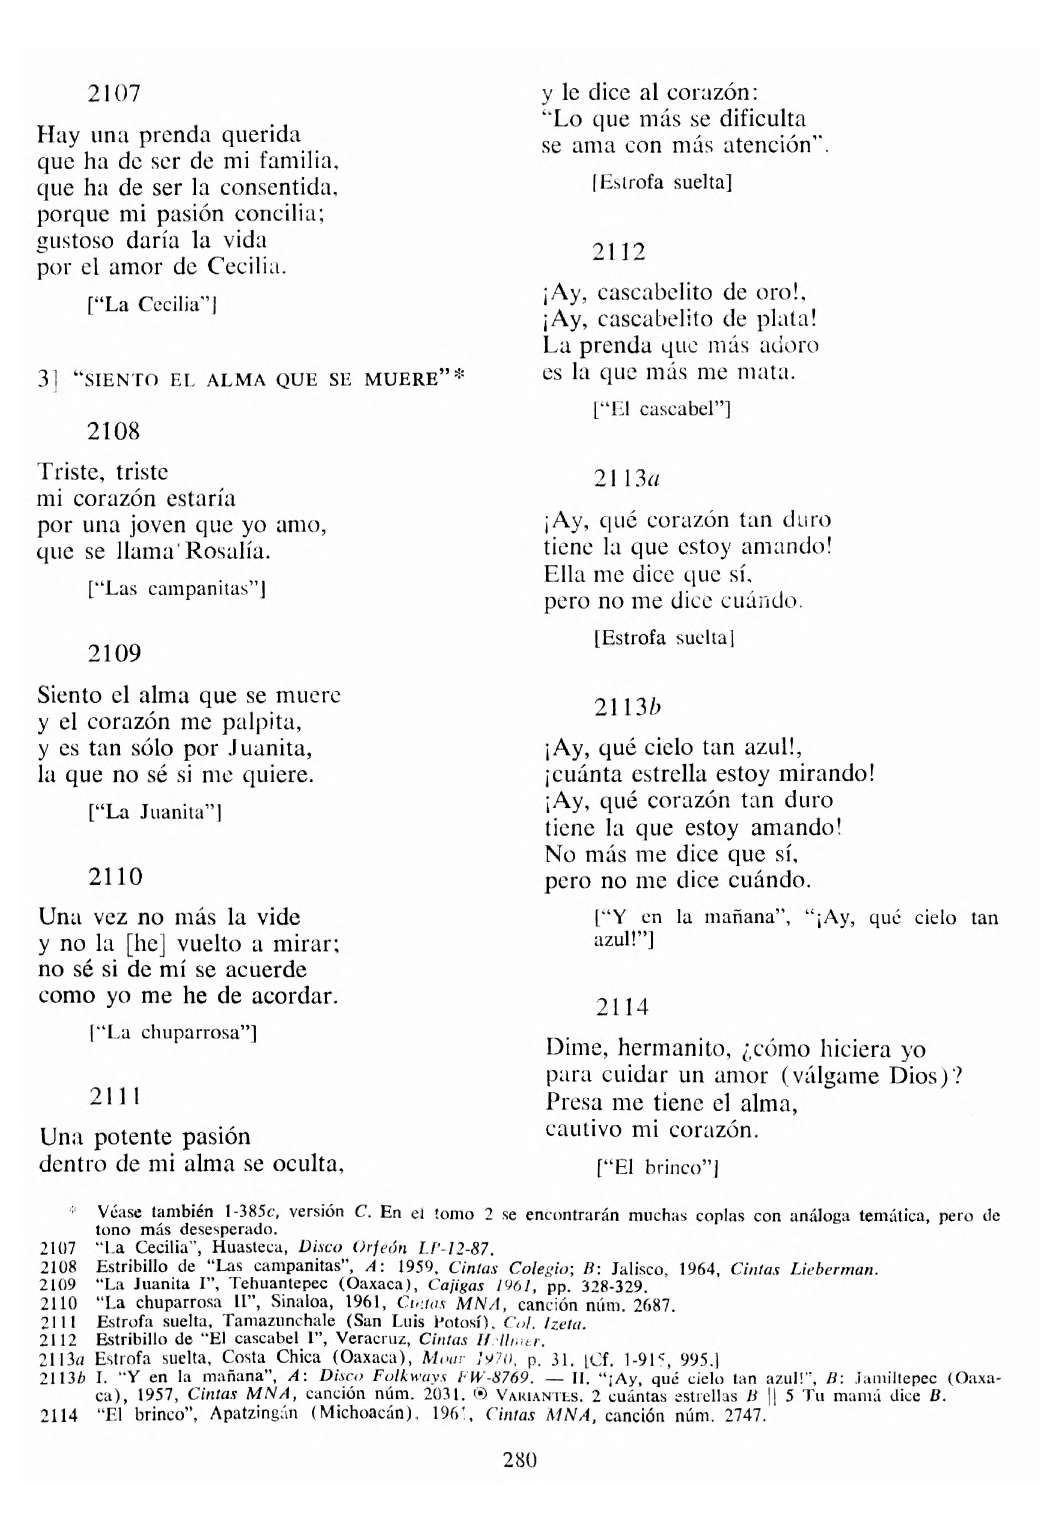 2107
Hay una prenda querida
que ha de ser de mi familia,
que ha de ser la consentida,
porque mi pasión concilia;
gustoso daría la vida
por el amor de Cecilia.
[“La Cecilia”]
3] “SIENTO EL ALMA QUE SE MUERE”*
2108
Triste, triste
mi corazón estaría
por una joven que yo amo,
que se llama Rosalía.
[“Las campanitas”]
2109
Siento el alma que se muere
y el corazón me palpita,
y es tan sólo por Juanita,
la que no sé si me quiere.
[“La Juanita”]
2110
Una vez no más la vide
y no la [he] vuelto a mirar;
no sé si de mí se acuerde
como yo me he de acordar.
[“La chuparrosa”]
2111
Una potente pasión
dentro de mi alma se oculta,
y le dice al corazón:
“Lo que más se dificulta
se ama con más atención”.
[Estrofa suelta]
2112
¡Ay, cascabelito de oro!,
¡Ay, cascabelito de plata!
La prenda que más adoro
es la que más me mata.
[“El cascabel”]
2113a
¡Ay, qué corazón tan duro
tiene la que estoy amando!
Ella me dice que sí,
pero no me dice cuándo.
[Estrofa suelta]
2113b
¡Ay, qué cielo tan azul!,
¡cuánta estrella estoy mirando!
¡Ay, qué corazón tan duro
tiene la que estoy amando!
No más me dice que sí,
pero no me dice cuándo.
[“Y en la mañana”, “¡Ay, qué cielo tan
azul!”]
2114
Dime, hermanito, ¿cómo hiciera yo
para cuidar un amor (válgame Dios)?
Presa me tiene el alma,
cautivo mi corazón.
[“El brinco”]
* Véase también 1-385c, versión C. En el tomo 2 se encontrarán muchas coplas con análoga temática, pero de
tono más desesperado.
2107 “La Cecilia”, Huasteca, Disco Orfeón LP-12-87.
2108 Estribillo de “Las campanitas”, A: 1959, Cintas Colegio; B: Jalisco, 1964, Cintas Lieberman.
2109 “La Juanita I”, Tehuantepec (Oaxaca), Cajigas 1961, pp. 328-329.
2110 “La chuparrosa II”, Sinaloa, 1961, Cintas MNA, canción núm. 2687.
2111 Estrofa suelta, Tamazunchale (San Luis Potosí), Col. Izeta.
2112 Estribillo de “El cascabel I”, Veracruz, Cintas
2113a Estrofa suelta, Costa Chica (Oaxaca), 1970, p. 31. [Cf. 995.]
2113b I. “Y en la mañana”, A: Disco Folkways FW-8769. — II. “¡Ay, qué cielo tan azul!”, B: Jamiltepec (Oaxa-
ca), 1957, Cintas MNA, canción núm. 2031. ⊙ VARIANTES. 2 cuántas estrellas B || 5 Tu mamá dice B.
2114 “El brinco”, Apatzingán (Michoacán), Cintas MNA, canción núm. 2747.
280